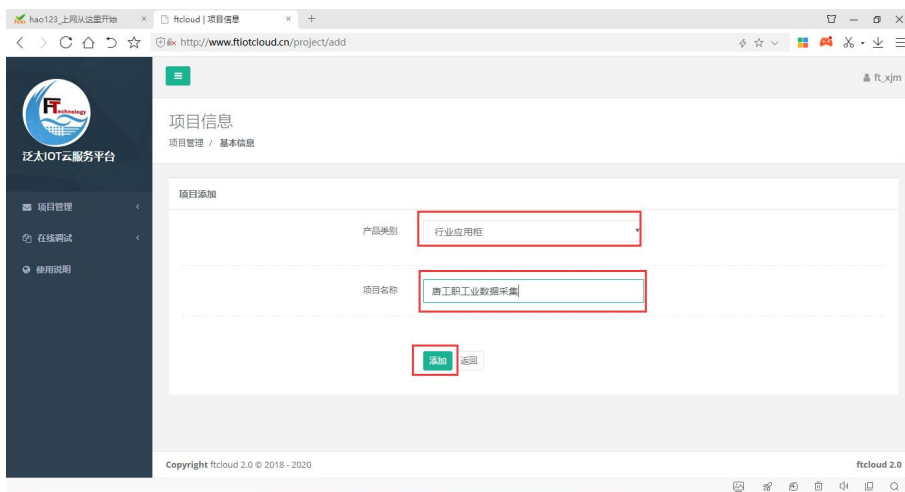 hao123_上网从这里开始
ftcloud | 项目信息
http://www.ftiotcloud.cn/project/add
FTechnology
泛太IOT云服务平台
项目管理
在线调试
使用说明
ft_xjm
项目信息
项目管理 / 基本信息
项目添加
产品类别 行业应用柜
项目名称 唐工职工业数据采集
添加 返回
Copyright ftcloud 2.0 © 2018 - 2020
ftcloud 2.0